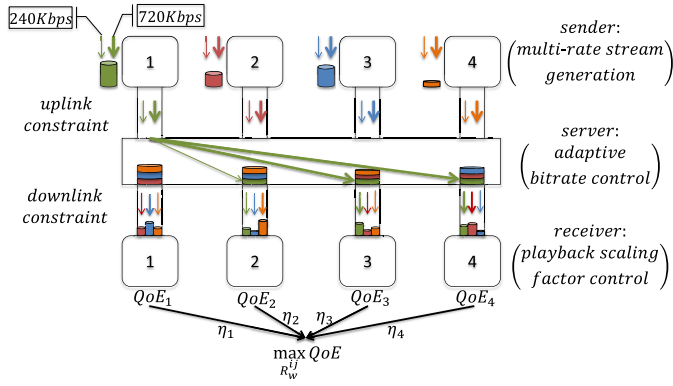 240Kbps
720Kbps
sender:
multi-rate stream
generation
1
2
3
4
uplink
constraint
server:
adaptive
bitrate control
downlink
constraint
receiver:
playback scaling
factor control
1
2
3
4
QoE₁
QoE₂
QoE₃
QoE₄
η₁
η₂
η₃
η₄
max QoE
R_w^{ij}